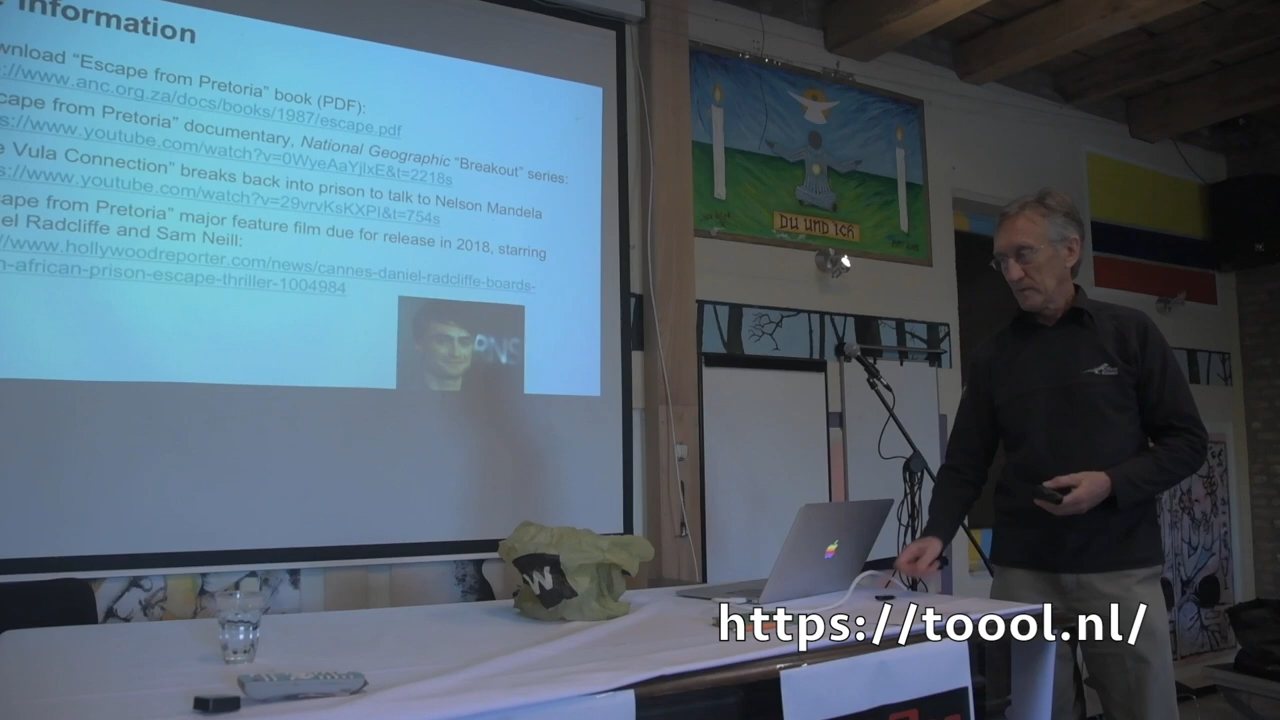 information
wnload “Escape from Pretoria” book (PDF):
://www.anc.org.za/docs/books/1987/escape.pdf
cape from Pretoria” documentary, National Geographic “Breakout” series:
s://www.youtube.com/watch?v=0WyeAaYjlxE&t=2218s
e Vula Connection” breaks back into prison to talk to Nelson Mandela
s://www.youtube.com/watch?v=29vrvKsKXPI&t=754s
cape from Pretoria” major feature film due for release in 2018, starring
el Radcliffe and Sam Neill:
//www.hollywoodreporter.com/news/cannes-daniel-radcliffe-boards-
h-african-prison-escape-thriller-1004984
RNS
DU UND ICH
W
https://toool.nl/